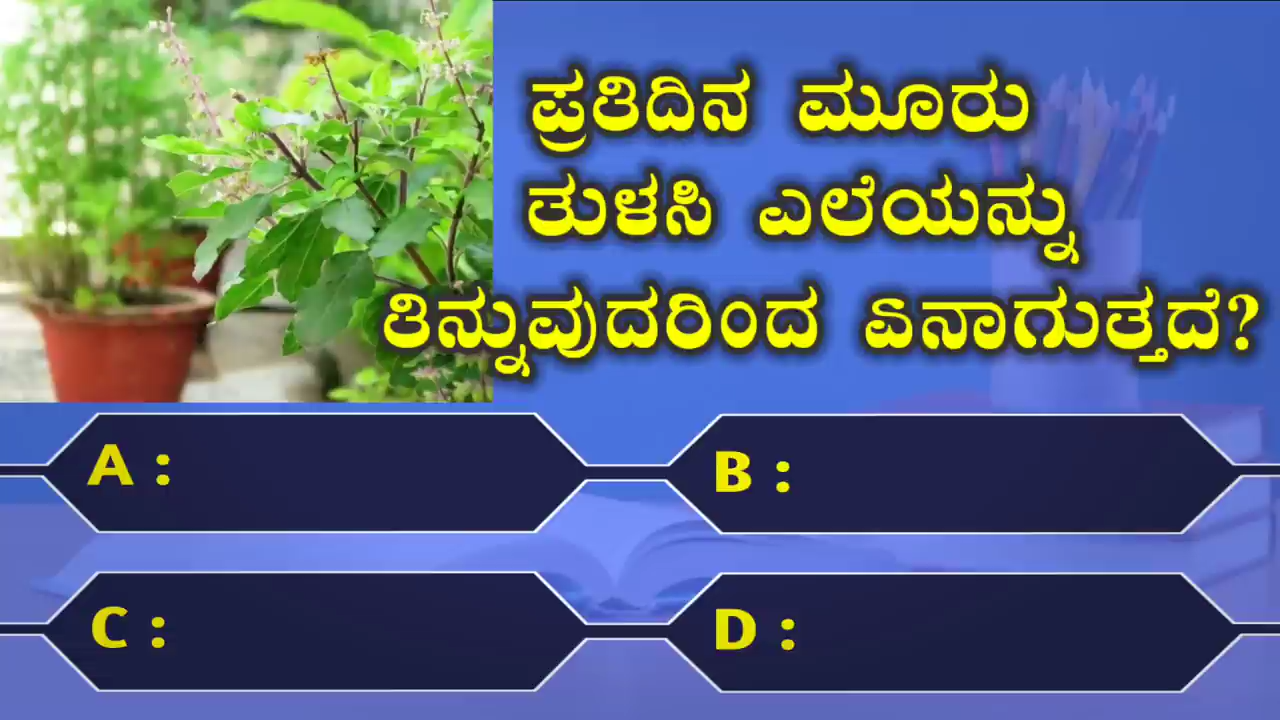 ಪ್ರತಿದಿನ ಮೂರು
ತುಳಸಿ ಎಲೆಯನ್ನು
ತಿನ್ನುವುದರಿಂದ ಏನಾಗುತ್ತದೆ?
A :
B :
C :
D :